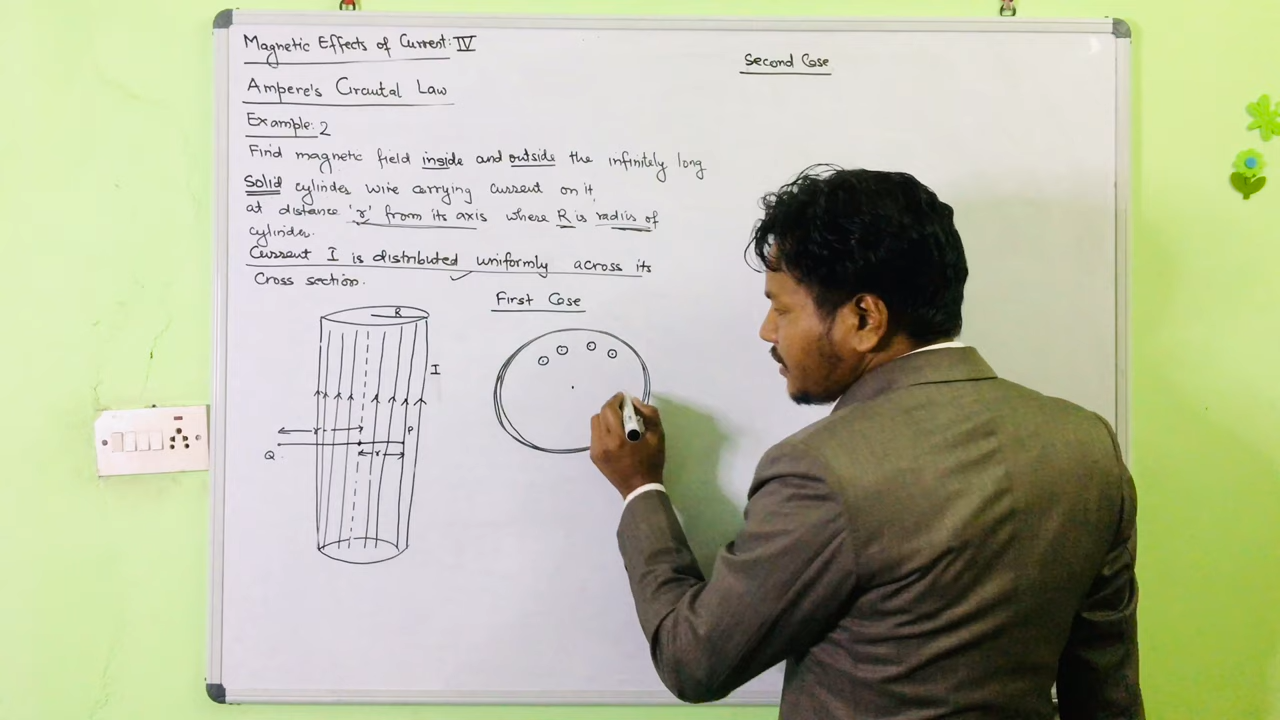 Magnetic Effects of Current: IV
Ampere's Circuital Law
Example: 2
Find magnetic field inside and outside the infinitely long
Solid cylinder wire carrying current on it,
at distance 'r' from its axis where R is radius of
cylinder.
Current I is distributed uniformly across its
Cross section.
First Case
Second Case
R
I
r
P
r
Q